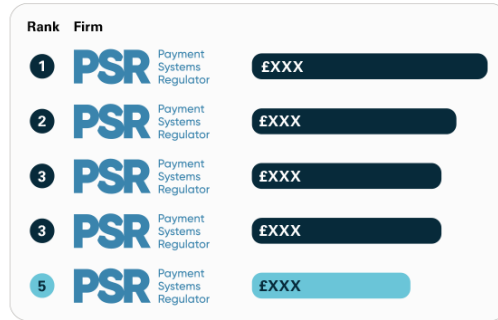 Rank Firm
1 PSR Payment Systems Regulator £XXX
2 PSR Payment Systems Regulator £XXX
3 PSR Payment Systems Regulator £XXX
3 PSR Payment Systems Regulator £XXX
5 PSR Payment Systems Regulator £XXX